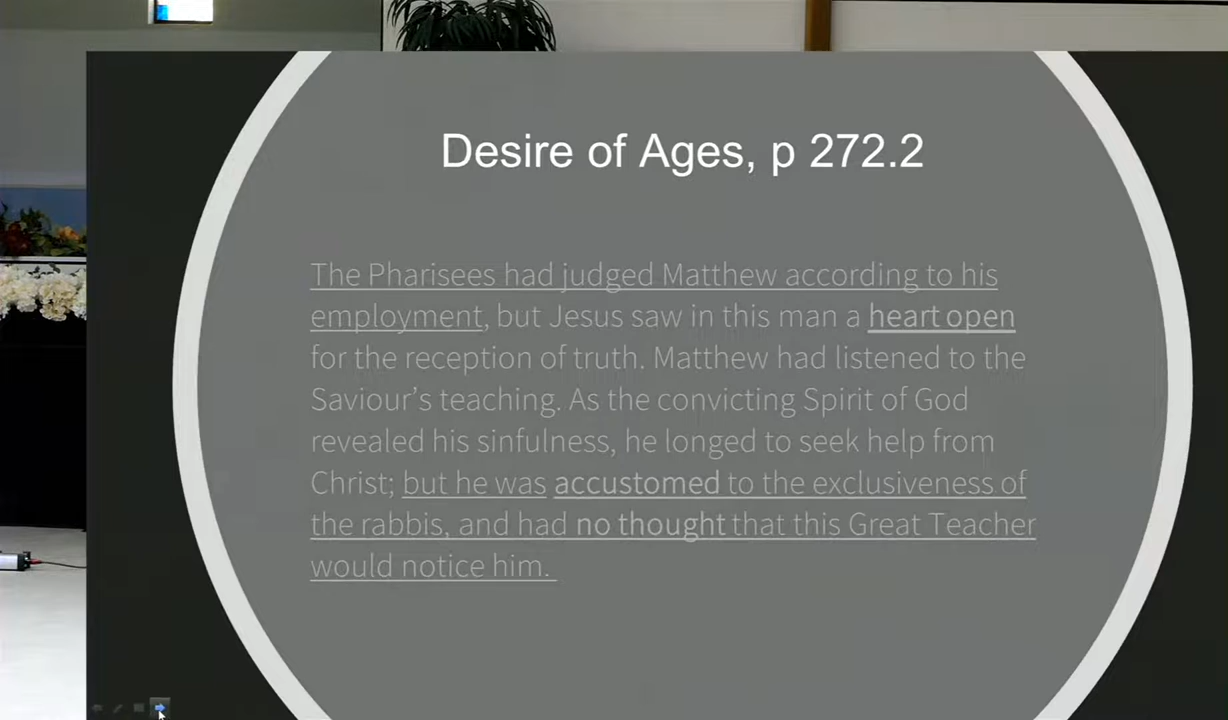 Desire of Ages, p 272.2
The Pharisees had judged Matthew according to his
employment, but Jesus saw in this man a heart open
for the reception of truth. Matthew had listened to the
Saviour’s teaching. As the convicting Spirit of God
revealed his sinfulness, he longed to seek help from
Christ; but he was accustomed to the exclusiveness of
the rabbis, and had no thought that this Great Teacher
would notice him.